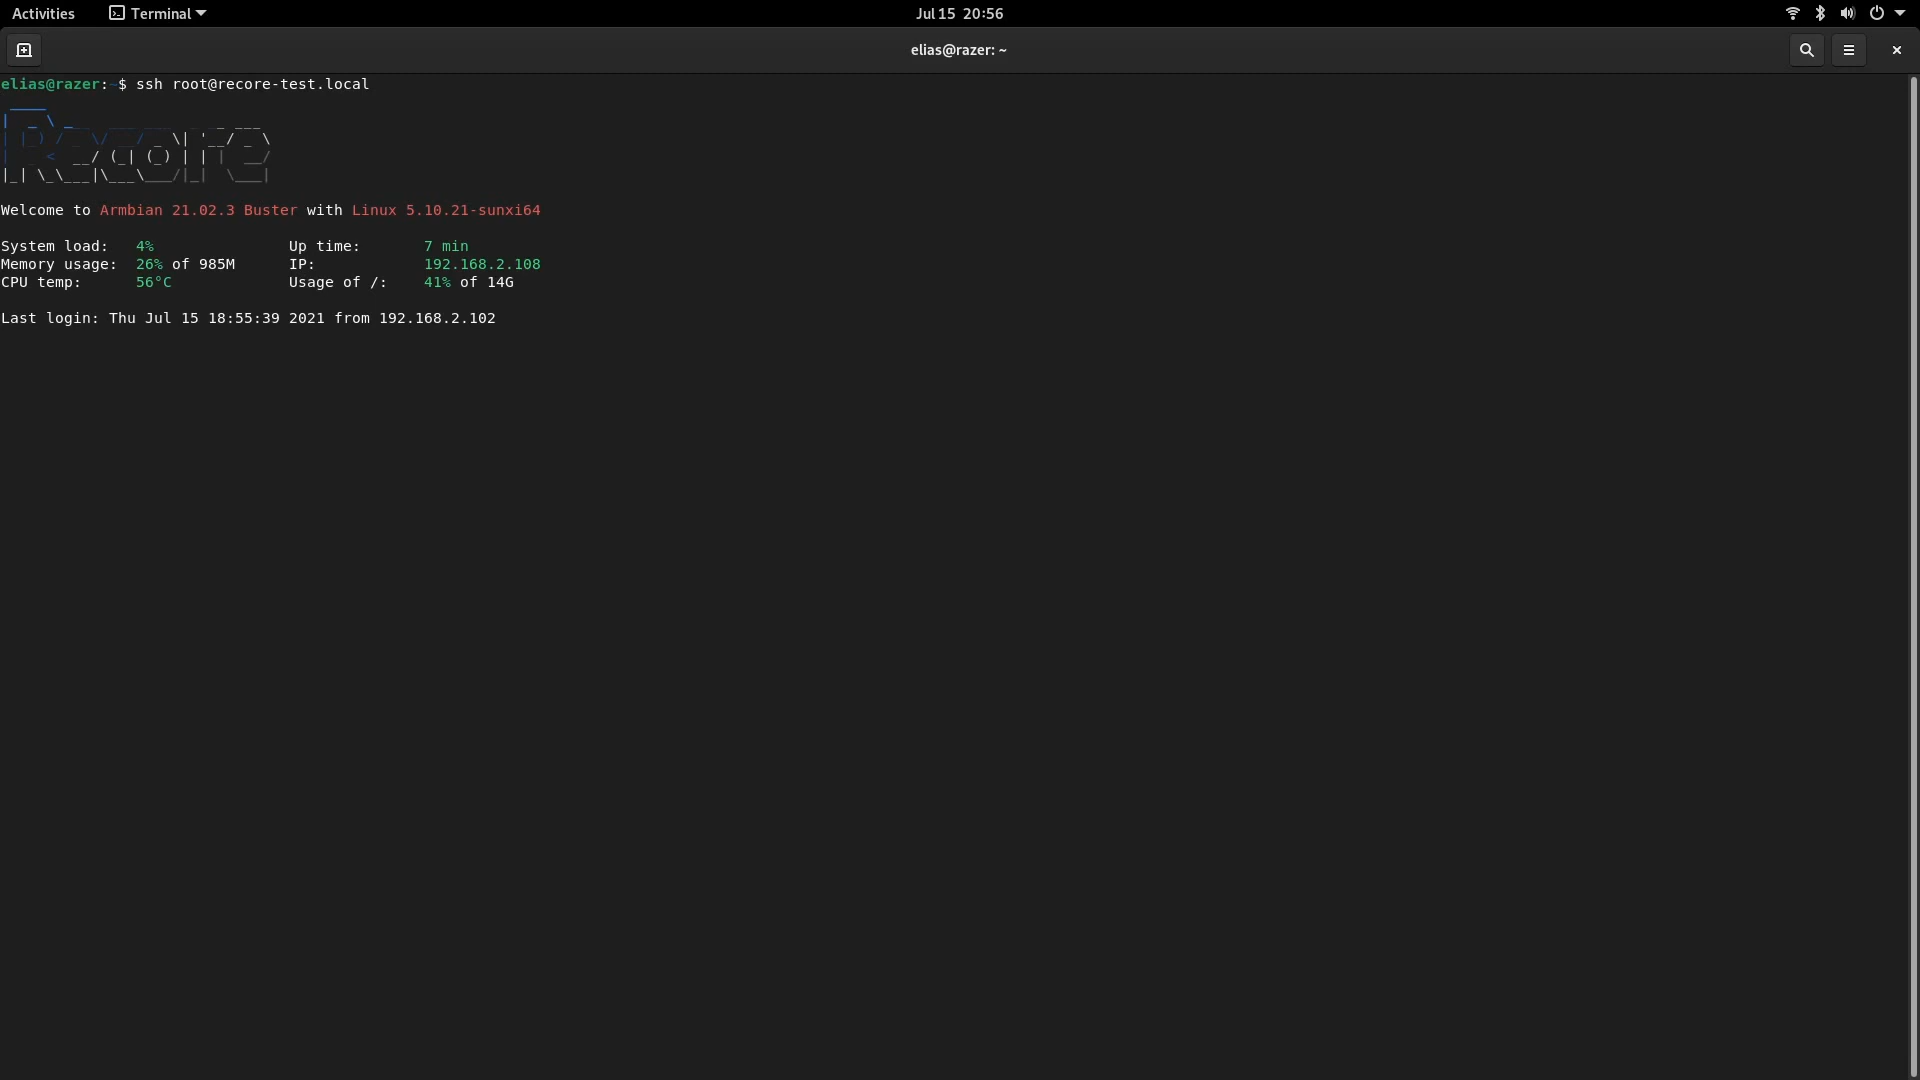 Activities Terminal Jul 15 20:56
elias@razer: ~
elias@razer:~$ ssh root@recore-test.local
Recore
Welcome to Armbian 21.02.3 Buster with Linux 5.10.21-sunxi64
System load: 4% Up time: 7 min
Memory usage: 26% of 985M IP: 192.168.2.108
CPU temp: 56°C Usage of /: 41% of 14G
Last login: Thu Jul 15 18:55:39 2021 from 192.168.2.102